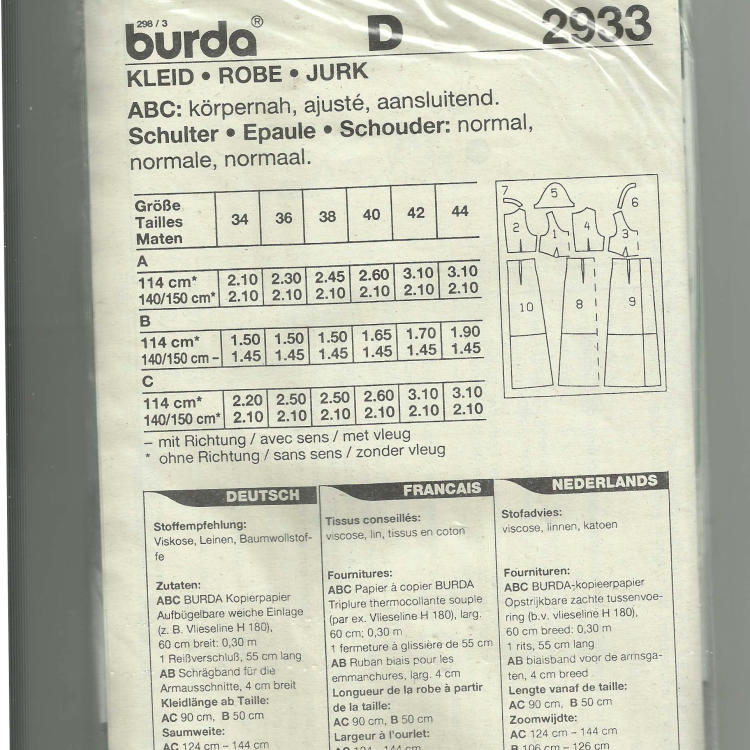 298 / 3
burda® D 2933
KLEID • ROBE • JURK
ABC: körpernah, ajusté, aansluitend.
Schulter • Epaule • Schouder: normal,
normale, normaal.
Größe
Tailles
Maten
34 36 38 40 42 44
A
114 cm* 2.10 2.30 2.45 2.60 3.10 3.10
140/150 cm* 2.10 2.10 2.10 2.10 2.10 2.10
B
114 cm* 1.50 1.50 1.50 1.65 1.70 1.90
140/150 cm – 1.45 1.45 1.45 1.45 1.45 1.45
C
114 cm* 2.20 2.50 2.50 2.60 3.10 3.10
140/150 cm* 2.10 2.10 2.10 2.10 2.10 2.10
– mit Richtung / avec sens / met vleug
* ohne Richtung / sans sens / zonder vleug
7 5 6
2 1 4 3
10 8 9
DEUTSCH
Stoffempfehlung:
Viskose, Leinen, Baumwollstof-
fe
Zutaten:
ABC BURDA Kopierpapier
Aufbügelbare weiche Einlage
(z. B. Vlieseline H 180),
60 cm breit: 0,30 m
1 Reißverschluß, 55 cm lang
AB Schrägband für die
Armausschnitte, 4 cm breit
Kleidlänge ab Taille:
AC 90 cm, B 50 cm
Saumweite:
AC 124 cm – 144 cm
FRANCAIS
Tissus conseillés:
viscose, lin, tissus en coton
Fournitures:
ABC Papier à copier BURDA
Triplure thermocollante souple
(par ex. Vlieseline H 180), larg.
60 cm; 0,30 m
1 fermeture à glissière de 55 cm
AB Ruban biais pour les
emmanchures, larg. 4 cm
Longueur de la robe à partir
de la taille:
AC 90 cm, B 50 cm
Largeur à l'ourlet:
AC 124 – 144 cm
NEDERLANDS
Stofadvies:
viscose, linnen, katoen
Fournituren:
ABC BURDA-kopieerpapier
Opstrijkbare zachte tussenvoe-
ring (b.v. vlieseline H 180),
60 cm breed: 0,30 m
1 rits, 55 cm lang
AB biaisband voor de armsga-
ten, 4 cm breed
Lengte vanaf de taille:
AC 90 cm, B 50 cm
Zoomwijdte:
AC 124 cm – 144 cm
B 106 cm – 126 cm